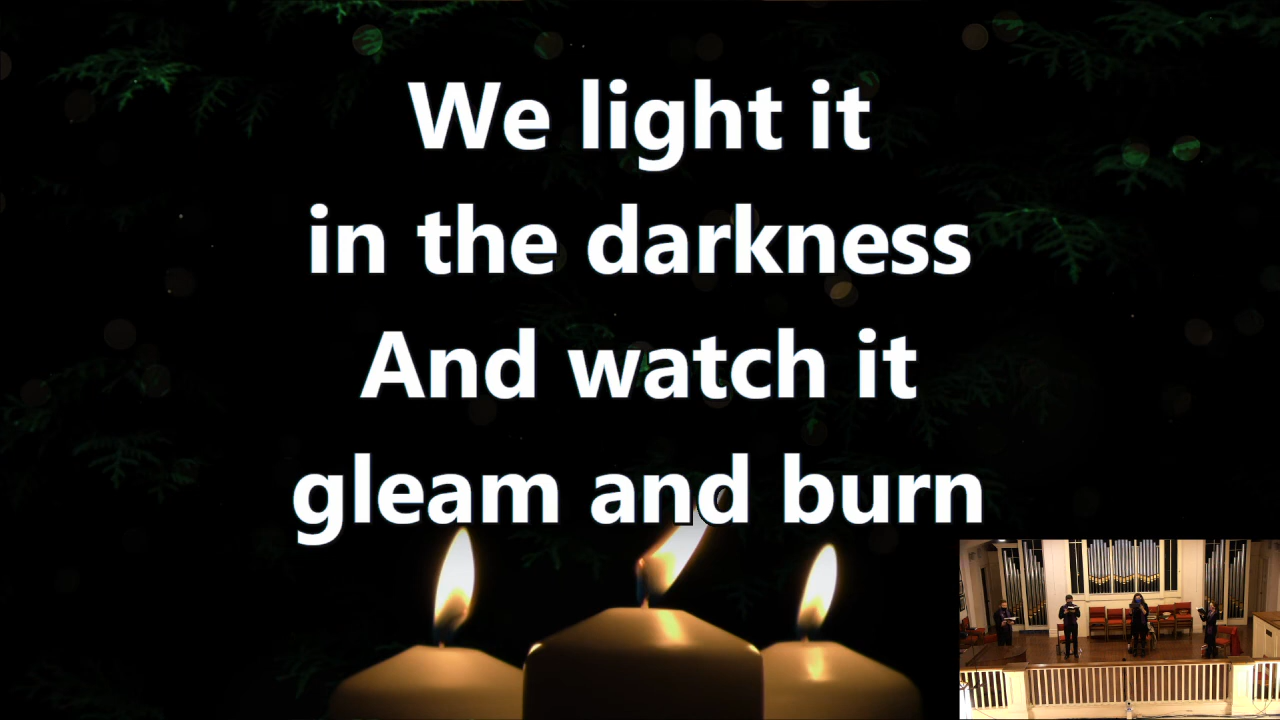 We light it
in the darkness
And watch it
gleam and burn